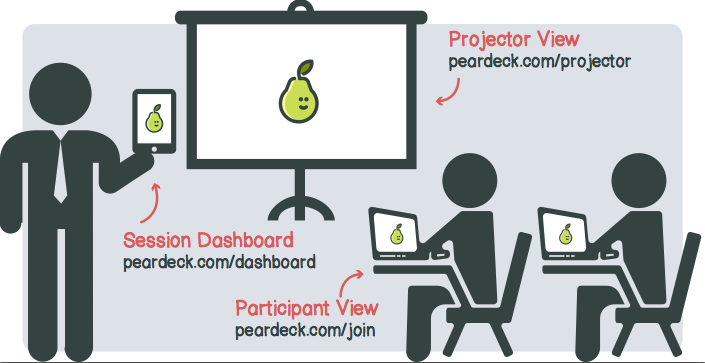 Projector View
peardeck.com/projector
Session Dashboard
peardeck.com/dashboard
Participant View
peardeck.com/join